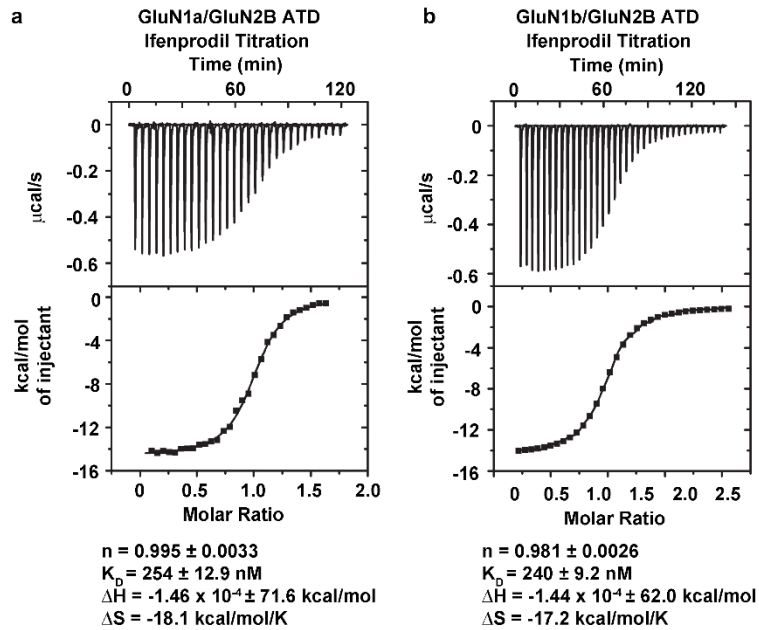 a
GluN1a/GluN2B ATD
Ifenprodil Titration
Time (min)
0 60 120
0
-0.2
-0.4
-0.6
μcal/s
0
-4
-8
-12
-16
kcal/mol
of injectant
0 0.5 1.0 1.5 2.0
Molar Ratio
n = 0.995 ± 0.0033
K_D = 254 ± 12.9 nM
ΔH = -1.46 x 10⁻⁴ ± 71.6 kcal/mol
ΔS = -18.1 kcal/mol/K
b
GluN1b/GluN2B ATD
Ifenprodil Titration
Time (min)
0 60 120
0
-0.2
-0.4
-0.6
μcal/s
0
-4
-8
-12
-16
kcal/mol
of injectant
0 0.5 1.0 1.5 2.0 2.5
Molar Ratio
n = 0.981 ± 0.0026
K_D = 240 ± 9.2 nM
ΔH = -1.44 x 10⁻⁴ ± 62.0 kcal/mol
ΔS = -17.2 kcal/mol/K